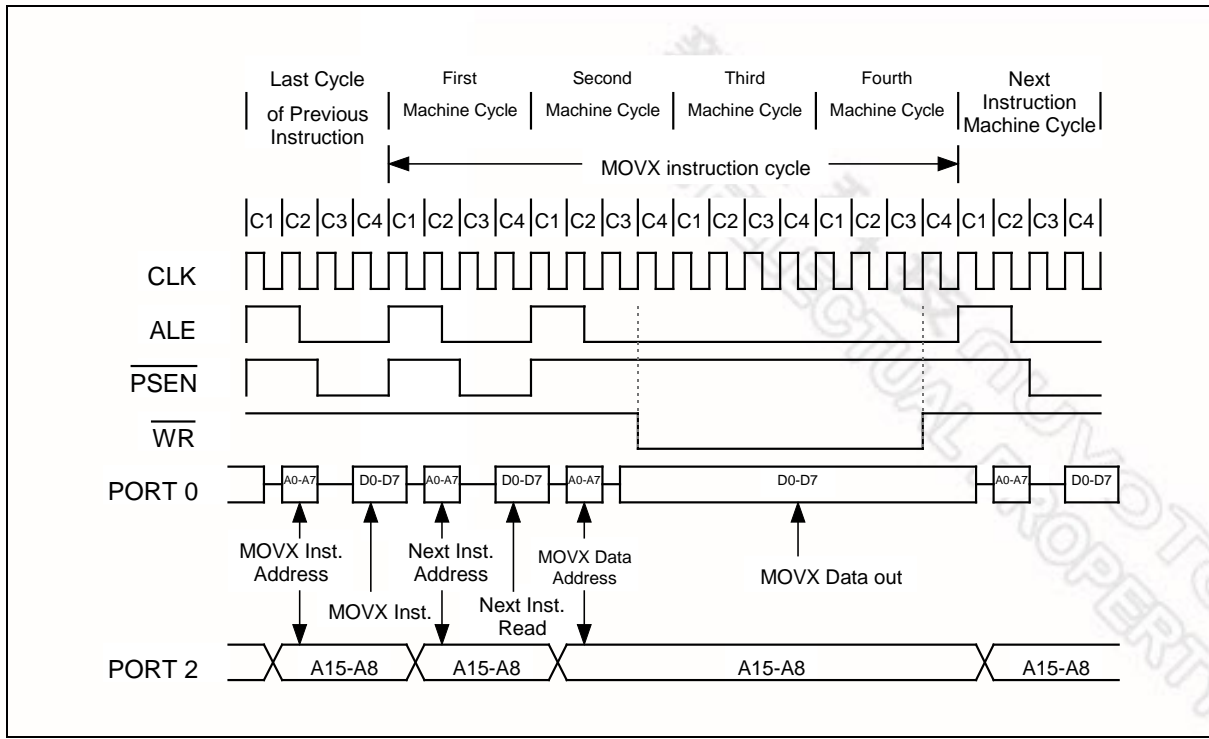 Last Cycle of Previous Instruction
First Machine Cycle
Second Machine Cycle
Third Machine Cycle
Fourth Machine Cycle
Next Instruction Machine Cycle
MOVX instruction cycle
C1 C2 C3 C4 C1 C2 C3 C4 C1 C2 C3 C4 C1 C2 C3 C4 C1 C2 C3 C4 C1 C2 C3 C4
CLK
ALE
PSEN
WR
PORT 0
A0-A7 D0-D7 A0-A7 D0-D7 A0-A7 D0-D7 A0-A7 D0-D7
MOVX Inst. Address
MOVX Inst.
Next Inst. Address
Next Inst. Read
MOVX Data Address
MOVX Data out
PORT 2
A15-A8 A15-A8 A15-A8 A15-A8
NUVOTO
PROPERTY